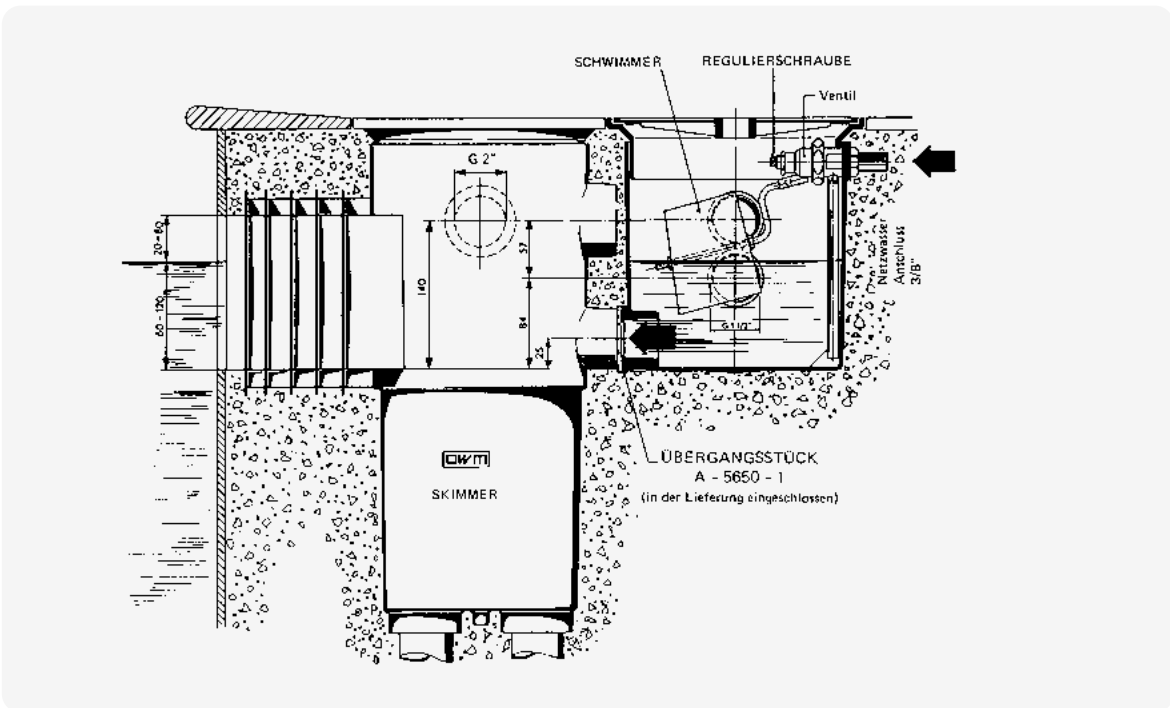 SCHWIMMER
REGULIERSCHRAUBE
Ventil
G 2"
20-80
60-120
140
57
84
25
G 1 1/2"
Netzwasser
Anschluss
3/8"
ÜBERGANGSSTÜCK
A - 5650 - 1
(in der Lieferung eingeschlossen)
OWM
SKIMMER